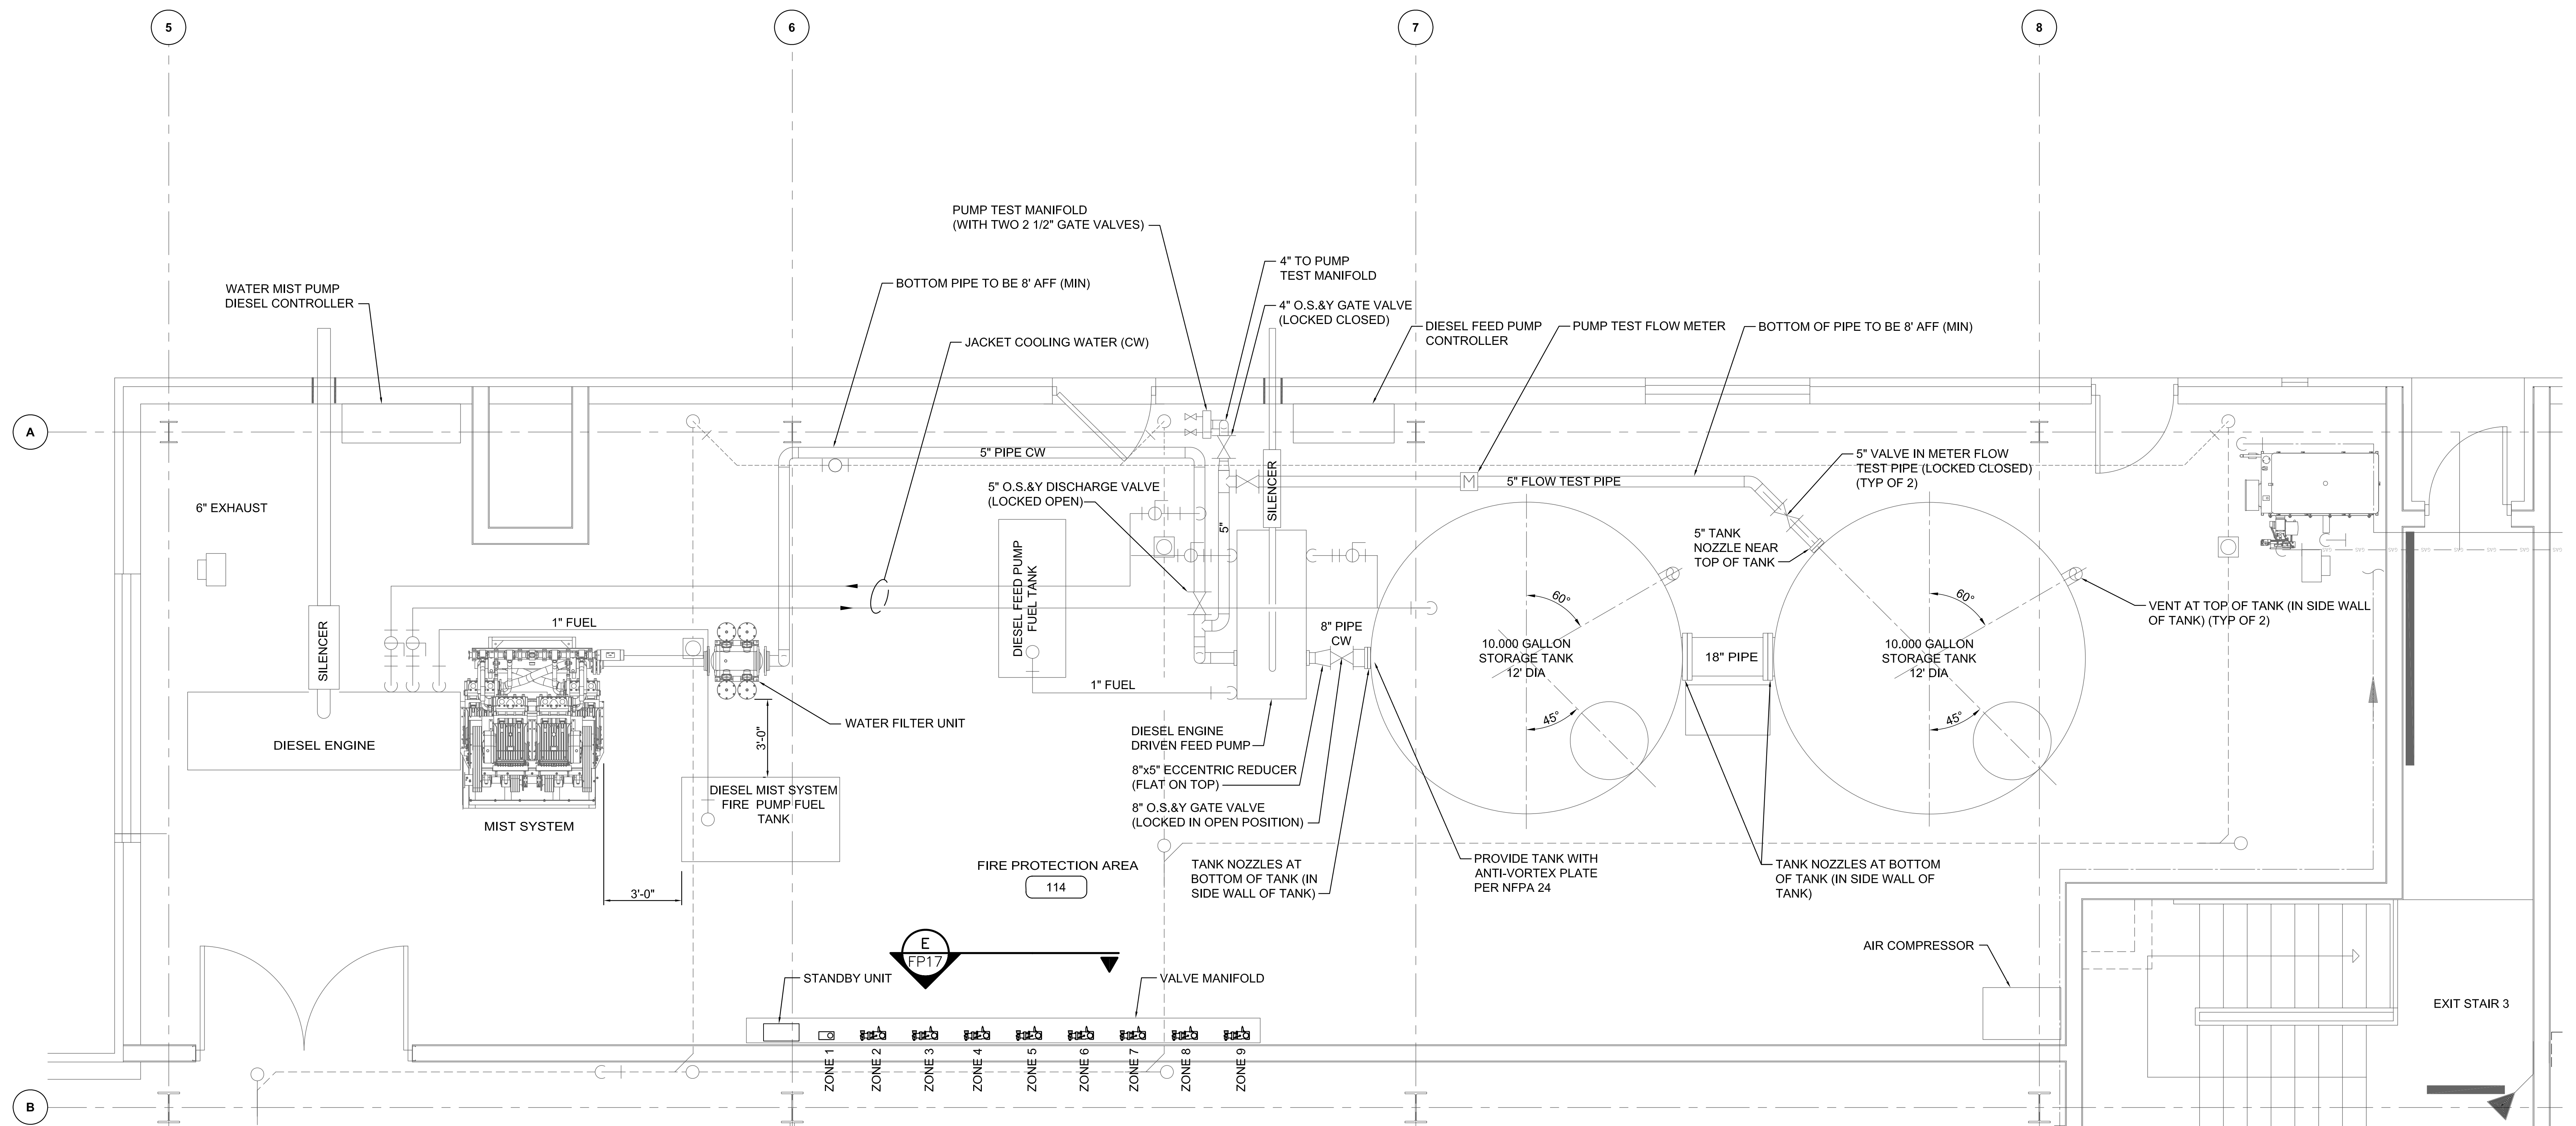 5
6
7
8
PUMP TEST MANIFOLD
(WITH TWO 2 1/2" GATE VALVES)
4" TO PUMP
TEST MANIFOLD
WATER MIST PUMP
DIESEL CONTROLLER
BOTTOM PIPE TO BE 8' AFF (MIN)
4" O.S.&Y GATE VALVE
(LOCKED CLOSED)
JACKET COOLING WATER (CW)
DIESEL FEED PUMP
CONTROLLER
PUMP TEST FLOW METER
BOTTOM OF PIPE TO BE 8' AFF (MIN)
A
5" PIPE CW
5" O.S.&Y DISCHARGE VALVE
(LOCKED OPEN)
SILENCER
M
5" FLOW TEST PIPE
5" VALVE IN METER FLOW
TEST PIPE (LOCKED CLOSED)
(TYP OF 2)
6" EXHAUST
5"
5" TANK
NOZZLE NEAR
TOP OF TANK
DIESEL FEED PUMP
FUEL TANK
SWS SWS SWS SWS SWS
60°
60°
VENT AT TOP OF TANK (IN SIDE WALL
OF TANK) (TYP OF 2)
SILENCER
1" FUEL
8" PIPE
CW
10.000 GALLON
STORAGE TANK
12' DIA
18" PIPE
10.000 GALLON
STORAGE TANK
12' DIA
1" FUEL
45°
45°
WATER FILTER UNIT
DIESEL ENGINE
3'-0"
DIESEL ENGINE
DRIVEN FEED PUMP
8"x5" ECCENTRIC REDUCER
(FLAT ON TOP)
DIESEL MIST SYSTEM
FIRE PUMP FUEL
TANK
MIST SYSTEM
8" O.S.&Y GATE VALVE
(LOCKED IN OPEN POSITION)
FIRE PROTECTION AREA
114
TANK NOZZLES AT
BOTTOM OF TANK (IN
SIDE WALL OF TANK)
PROVIDE TANK WITH
ANTI-VORTEX PLATE
PER NFPA 24
TANK NOZZLES AT BOTTOM
OF TANK (IN SIDE WALL OF
TANK)
3'-0"
E
FP17
AIR COMPRESSOR
STANDBY UNIT
VALVE MANIFOLD
EXIT STAIR 3
ZONE 1
ZONE 2
ZONE 3
ZONE 4
ZONE 5
ZONE 6
ZONE 7
ZONE 8
ZONE 9
B